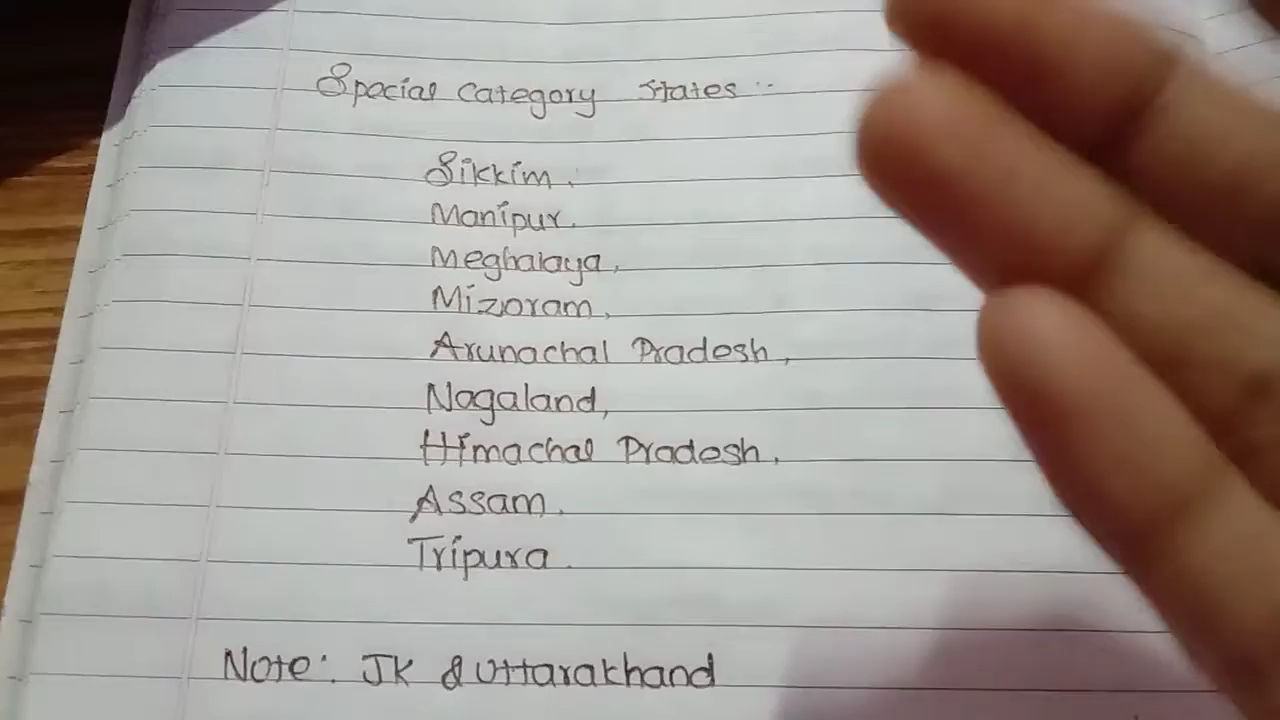 Special Category States :-
Sikkim,
Manipur,
Meghalaya,
Mizoram,
Arunachal Pradesh,
Nagaland,
Himachal Pradesh,
Assam,
Tripura.
Note: JK & Uttarakhand